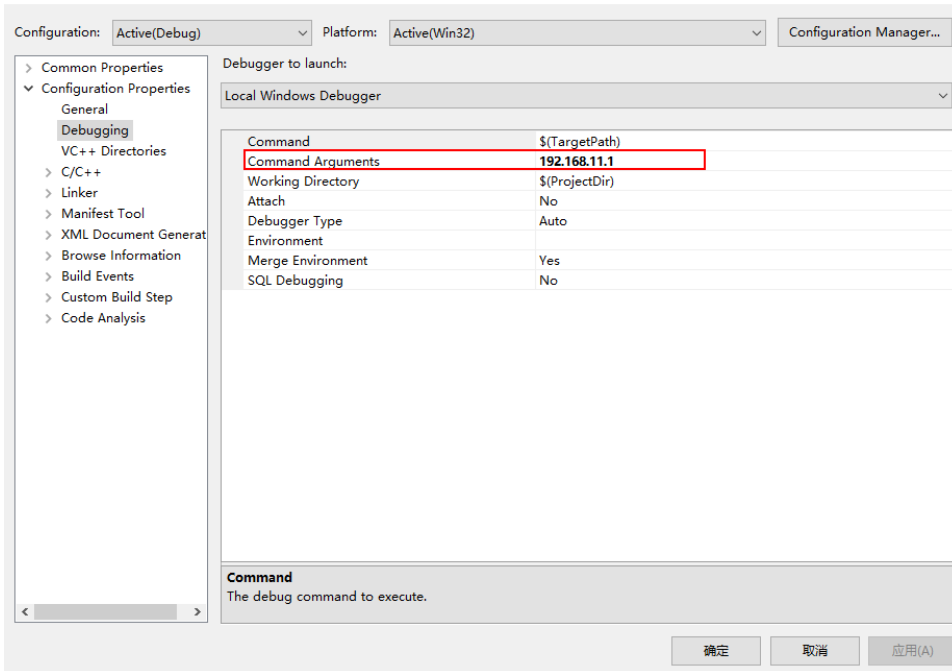 Configuration: Active(Debug) Platform: Active(Win32) Configuration Manager...
Common Properties
Configuration Properties
General
Debugging
VC++ Directories
C/C++
Linker
Manifest Tool
XML Document Generat
Browse Information
Build Events
Custom Build Step
Code Analysis
Debugger to launch:
Local Windows Debugger
Command $(TargetPath)
Command Arguments 192.168.11.1
Working Directory $(ProjectDir)
Attach No
Debugger Type Auto
Environment
Merge Environment Yes
SQL Debugging No
Command
The debug command to execute.
确定 取消 应用(A)